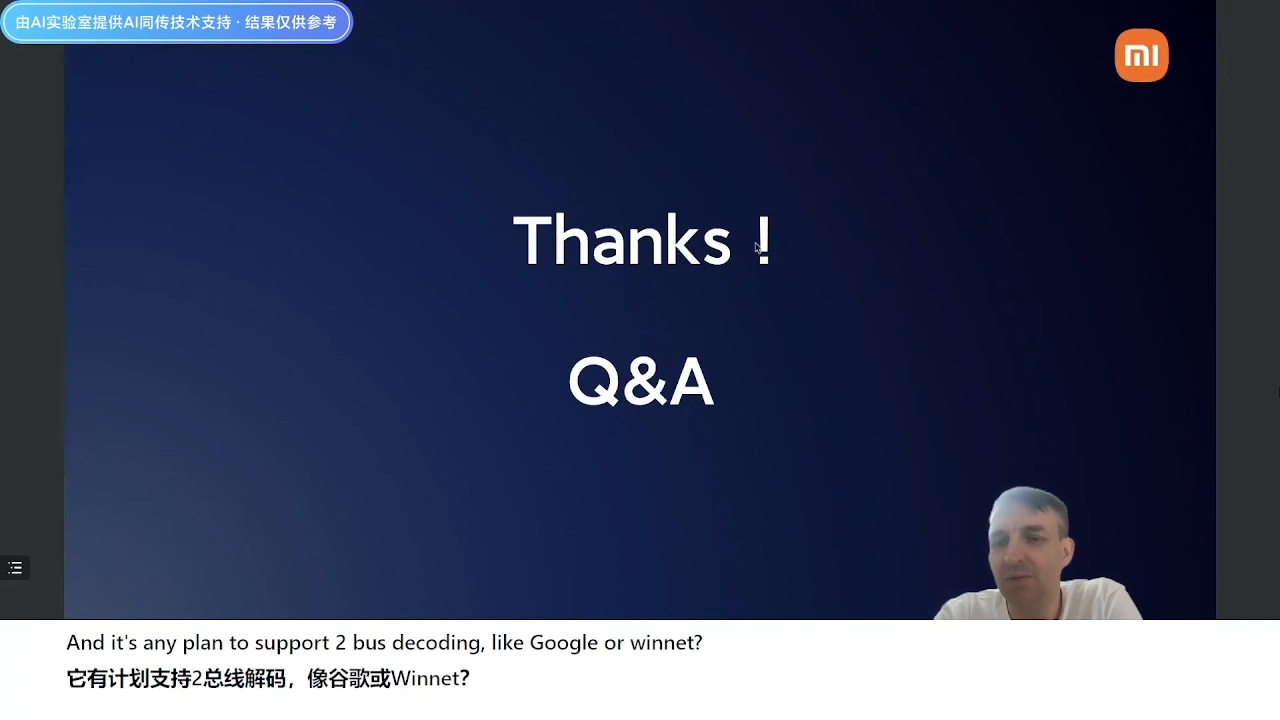 由AI实验室提供AI同传技术支持 · 结果仅供参考
mi
Thanks !
Q&A
And it's any plan to support 2 bus decoding, like Google or winnet?
它有计划支持2总线解码，像谷歌或Winnet？